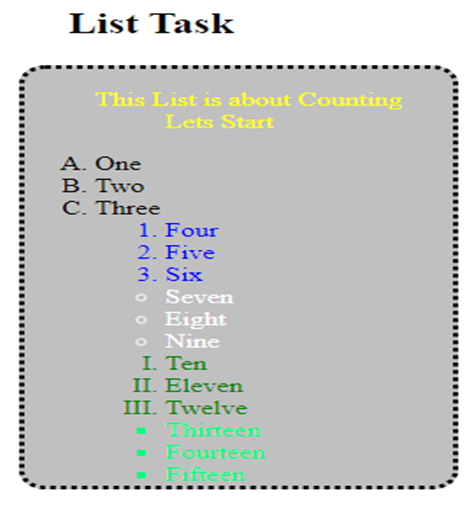 List Task
This List is about Counting
Lets Start
A. One
B. Two
C. Three
1. Four
2. Five
3. Six
○ Seven
○ Eight
○ Nine
I. Ten
II. Eleven
III. Twelve
▪ Thirteen
▪ Fourteen
▪ Fifteen